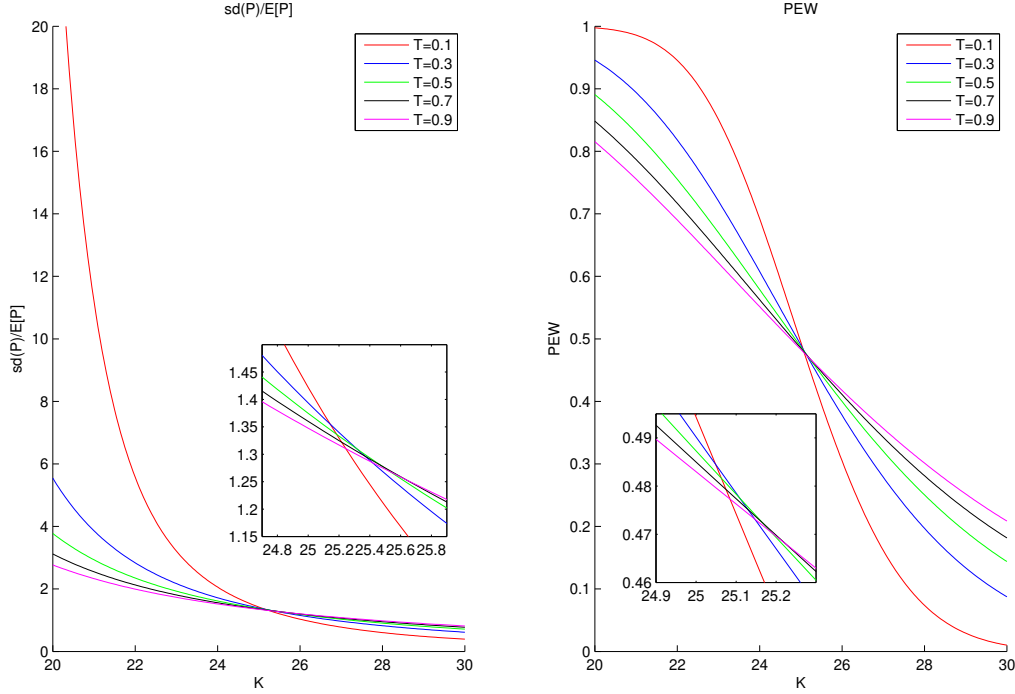 sd(P)/E[P]
20
18
16
14
12
10
8
6
4
2
0
20 22 24 26 28 30
K
sd(P)/E[P]
T=0.1
T=0.3
T=0.5
T=0.7
T=0.9
1.45
1.4
1.35
1.3
1.25
1.2
1.15
24.8 25 25.2 25.4 25.6 25.8
PEW
1
0.9
0.8
0.7
0.6
0.5
0.4
0.3
0.2
0.1
0
20 22 24 26 28 30
K
PEW
T=0.1
T=0.3
T=0.5
T=0.7
T=0.9
0.49
0.48
0.47
0.46
24.9 25 25.1 25.2